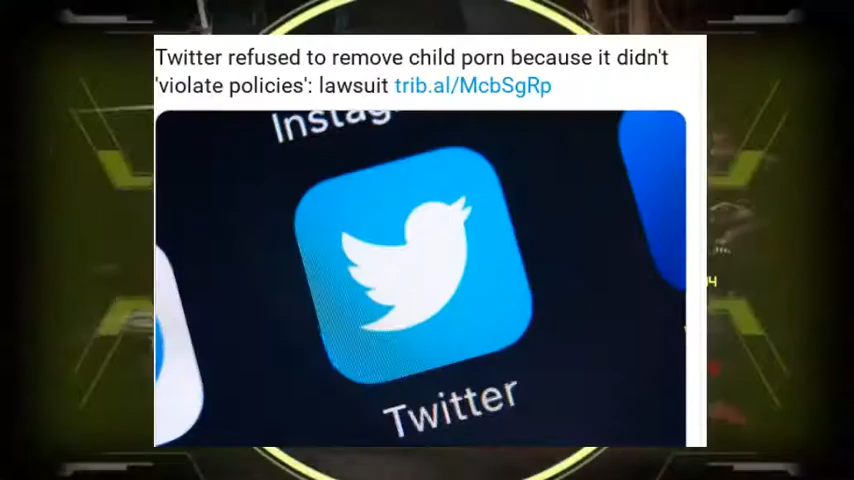 Twitter refused to remove child porn because it didn't
'violate policies': lawsuit trib.al/McbSgRp
Instag
Twitter